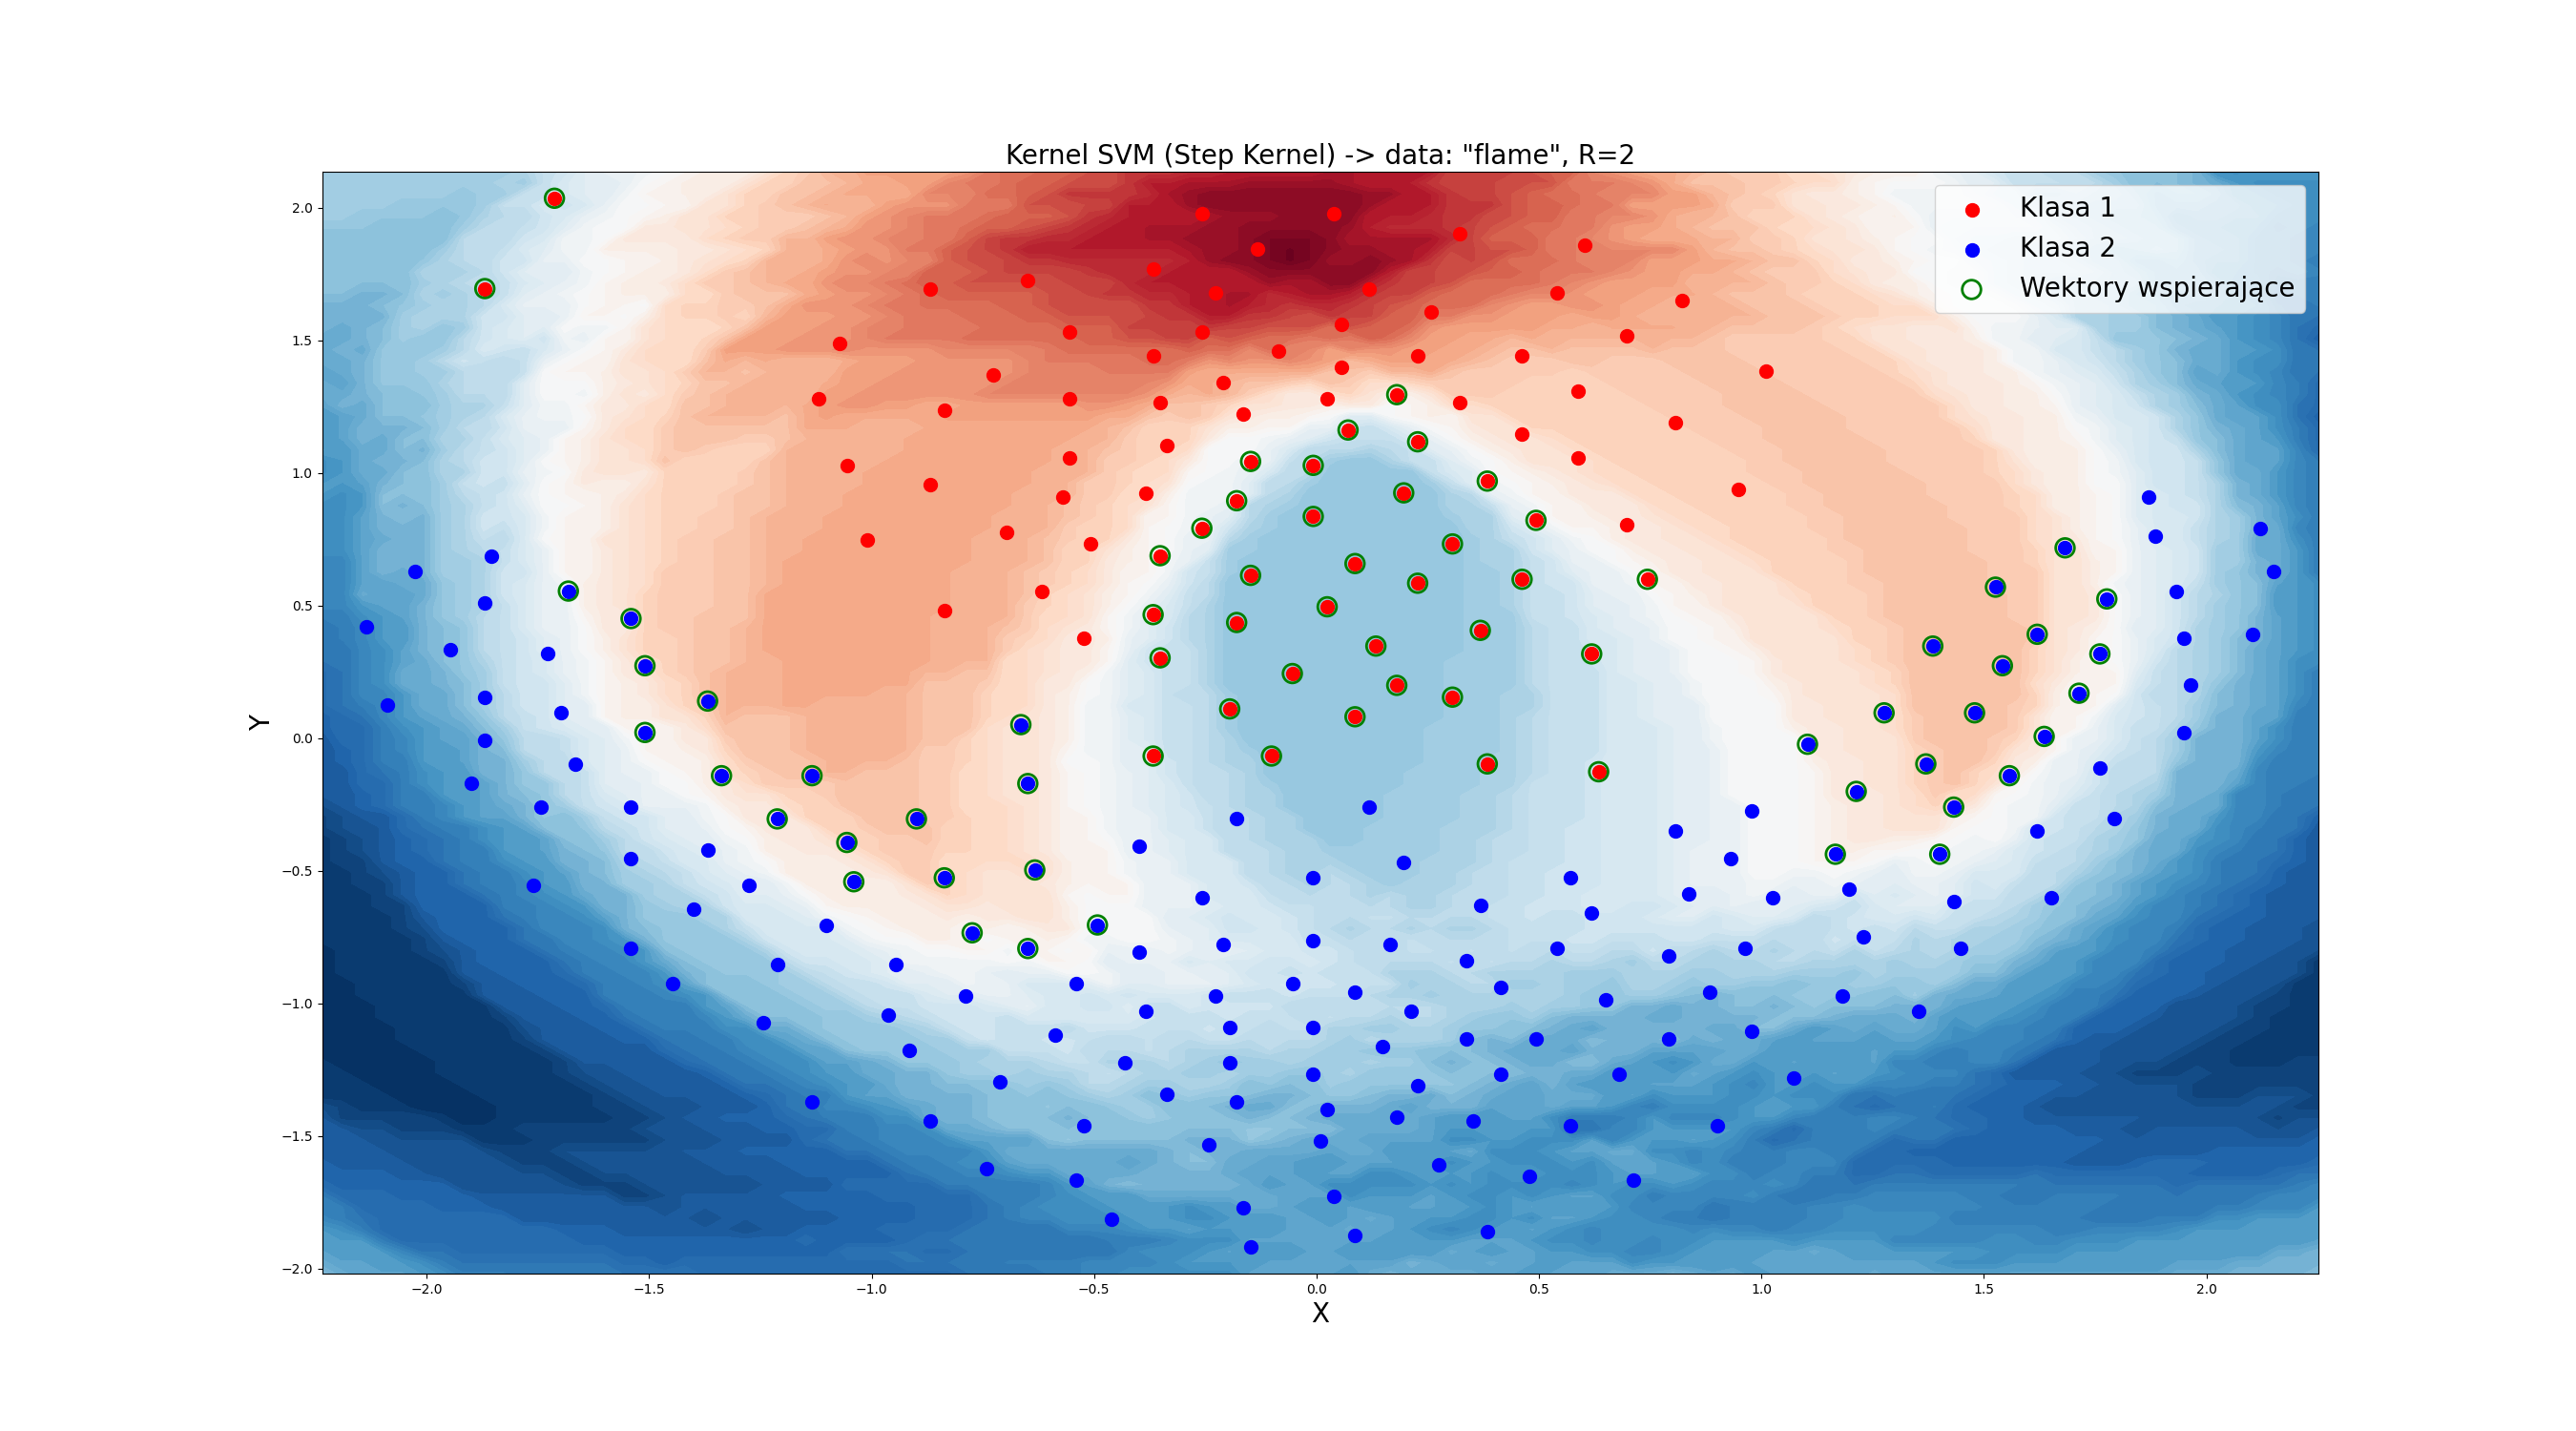 Kernel SVM (Step Kernel) -> data: "flame", R=2
Klasa 1
Klasa 2
Wektory wspierające
2.0
1.5
1.0
0.5
0.0
−0.5
−1.0
−1.5
−2.0
Y
−2.0 −1.5 −1.0 −0.5 0.0 0.5 1.0 1.5 2.0
X